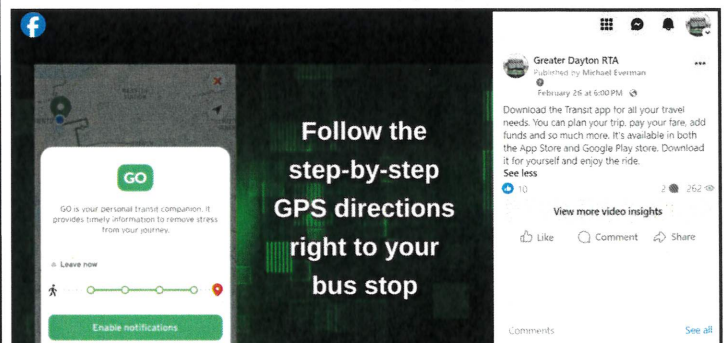 GO
GO is your personal transit companion. It
provides timely information to remove stress
from your journey.
Leave now
Enable notifications
Follow the
step-by-step
GPS directions
right to your
bus stop
Greater Dayton RTA
Published by Michael Everman
February 26 at 6:00 PM
Download the Transit app for all your travel
needs. You can plan your trip, pay your fare, add
funds and so much more. It's available in both
the App Store and Google Play store. Download
it for yourself and enjoy the ride.
See less
10
2
262
View more video insights
Like
Comment
Share
Comments
See all